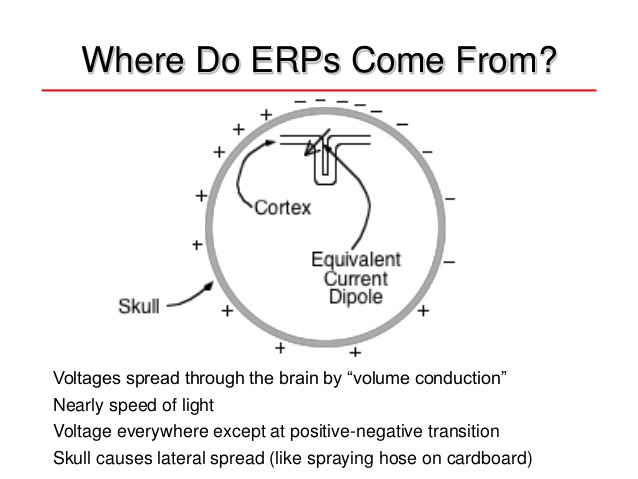 Where Do ERPs Come From?
Cortex
Equivalent
Current
Dipole
Skull
Voltages spread through the brain by “volume conduction”
Nearly speed of light
Voltage everywhere except at positive-negative transition
Skull causes lateral spread (like spraying hose on cardboard)